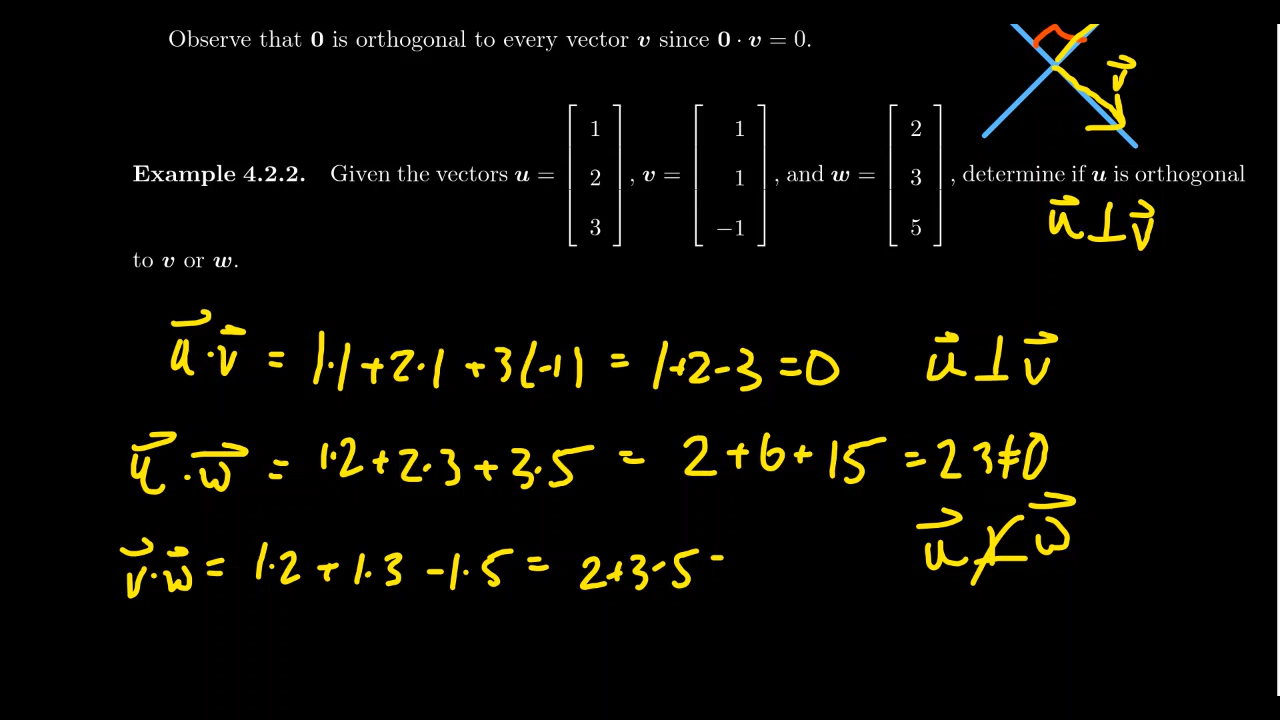 Observe that 0 is orthogonal to every vector v since 0 · v = 0.
v⃗
Example 4.2.2. Given the vectors u = [1 2 3], v = [1 1 −1], and w = [2 3 5], determine if u is orthogonal
u⃗ ⊥ v⃗
to v or w.
u⃗ · v⃗ = 1·1 + 2·1 + 3(-1) = 1+2-3 = 0 u⃗ ⊥ v⃗
u⃗ · w⃗ = 1·2 + 2·3 + 3·5 = 2+6+15 = 23 ≠ 0
u⃗ ⊥̸ w⃗
v⃗ · w⃗ = 1·2 + 1·3 -1·5 = 2+3-5 =